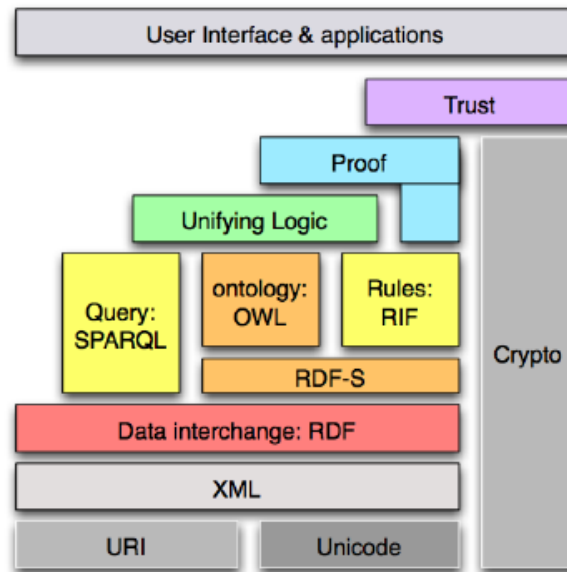 User Interface & applications
Trust
Proof
Unifying Logic
Query:
SPARQL
ontology:
OWL
Rules:
RIF
RDF-S
Crypto
Data interchange: RDF
XML
URI
Unicode